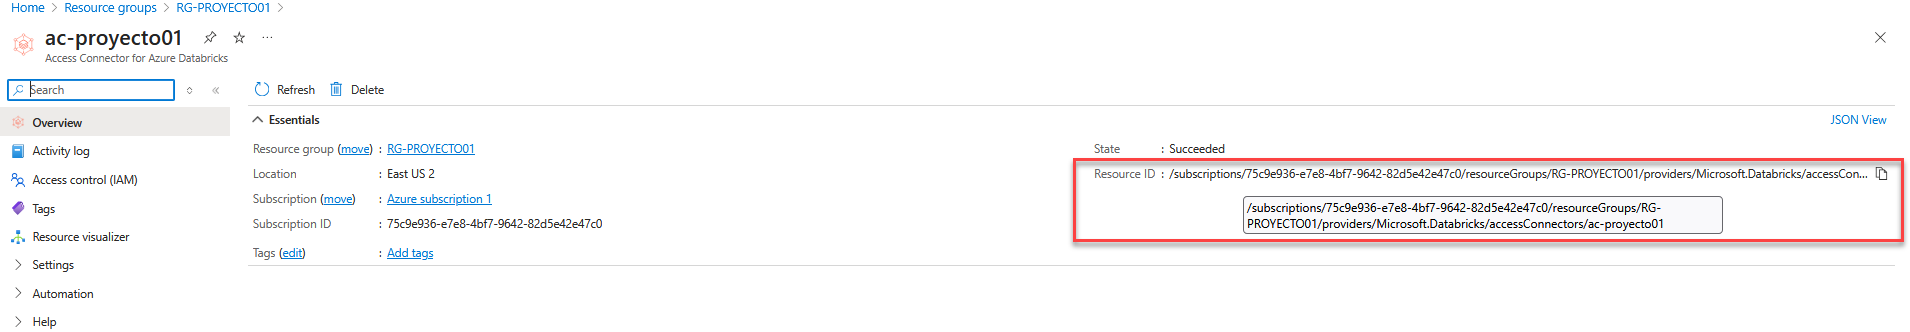 Home > Resource groups > RG-PROYECTO01 >
ac-proyecto01
Access Connector for Azure Databricks
Search
Refresh Delete
Overview
Activity log
Access control (IAM)
Tags
Resource visualizer
Settings
Automation
Help
Essentials
JSON View
Resource group (move) : RG-PROYECTO01
Location : East US 2
Subscription (move) : Azure subscription 1
Subscription ID : 75c9e936-e7e8-4bf7-9642-82d5e42e47c0
Tags (edit) : Add tags
State : Succeeded
Resource ID : /subscriptions/75c9e936-e7e8-4bf7-9642-82d5e42e47c0/resourceGroups/RG-PROYECTO01/providers/Microsoft.Databricks/accessCon...
/subscriptions/75c9e936-e7e8-4bf7-9642-82d5e42e47c0/resourceGroups/RG-
PROYECTO01/providers/Microsoft.Databricks/accessConnectors/ac-proyecto01